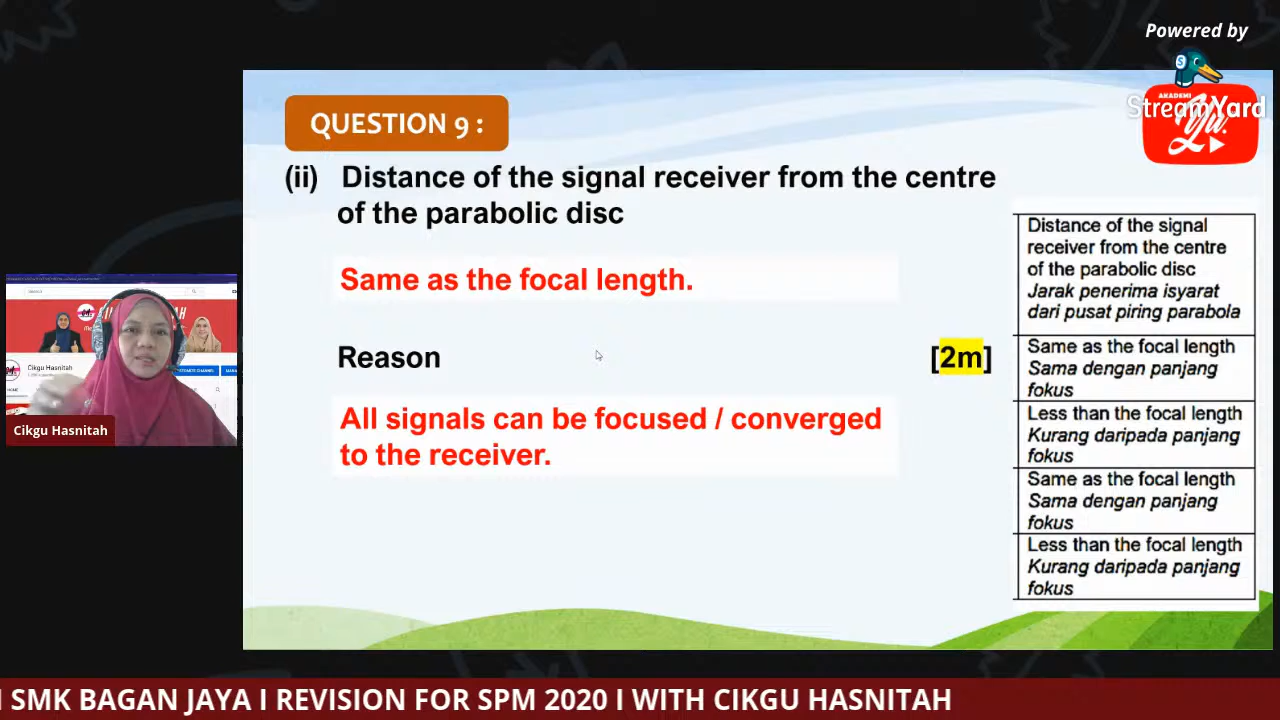 Powered by
StreamYard
AKADEMI
QUESTION 9 :
(ii) Distance of the signal receiver from the centre
of the parabolic disc
Same as the focal length.
Reason [2m]
All signals can be focused / converged
to the receiver.
Distance of the signal
receiver from the centre
of the parabolic disc
Jarak penerima isyarat
dari pusat piring parabola
Same as the focal length
Sama dengan panjang
fokus
Less than the focal length
Kurang daripada panjang
fokus
Same as the focal length
Sama dengan panjang
fokus
Less than the focal length
Kurang daripada panjang
fokus
Cikgu Hasnitah
Cikgu Hasnitah
SMK BAGAN JAYA I REVISION FOR SPM 2020 I WITH CIKGU HASNITAH